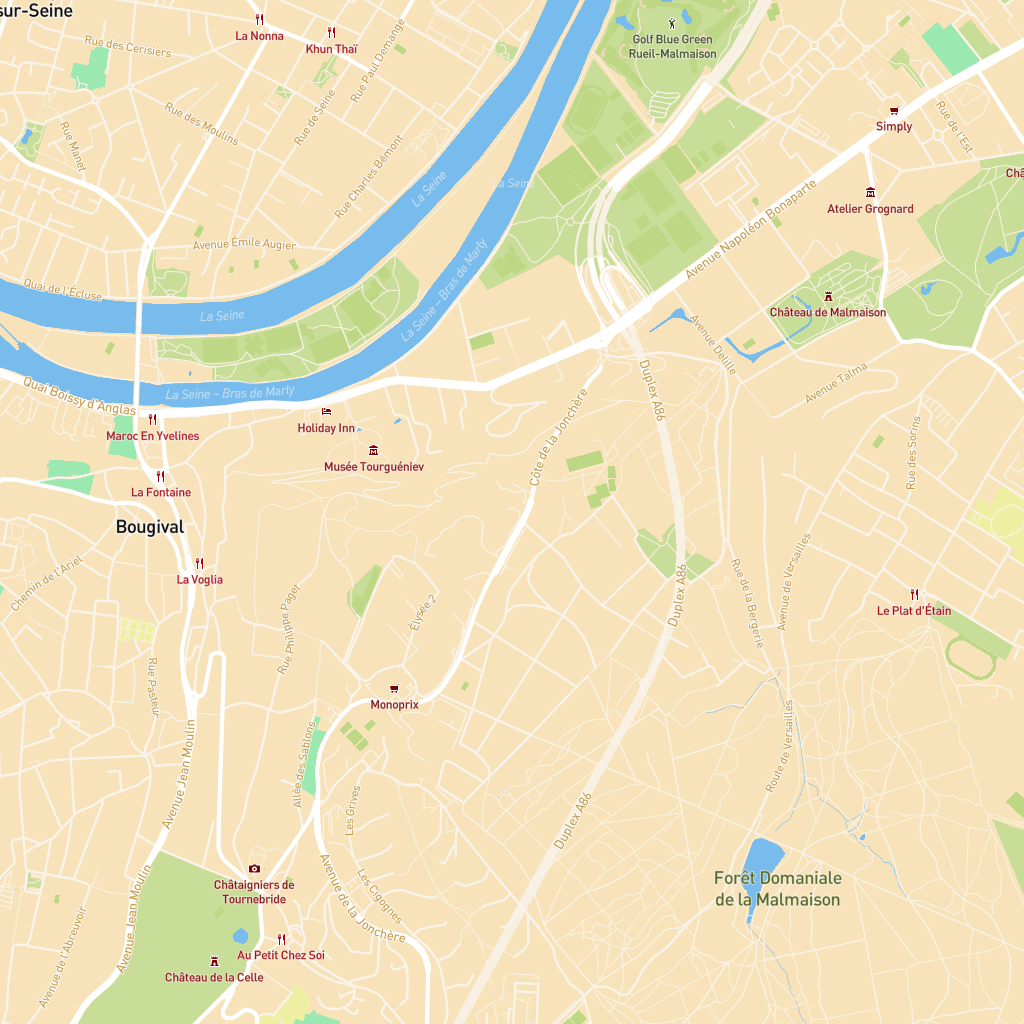 sur-Seine
La Nonna
Khun Thaï
Rue des Cerisiers
Rue Paul Demange
Golf Blue Green
Rueil-Malmaison
Rue des Moulins
Rue de Seine
Rue Manet
Simply
Rue de l'Est
Rue Charles Bémont
La Seine
La Seine
Châ
Atelier Grognard
Avenue Napoléon Bonaparte
Avenue Émile Augier
Quai de l'Écluse
La Seine
La Seine – Bras de Marly
Château de Malmaison
Avenue Delille
Avenue Talma
Quai Boissy d'Anglas
La Seine – Bras de Marly
Duplex A86
Maroc En Yvelines
Holiday Inn
Musée Tourguéniev
Côte de la Jonchère
Rue des Sorins
La Fontaine
Bougival
Chemin de l'Ariel
La Voglia
Rue Philippe Pager
Élysée 2
Duplex A86
Rue de la Bergerie
Avenue de Versailles
Le Plat d'Étain
Rue Pasteur
Monoprix
Avenue Jean Moulin
Allée des Sablons
Les Grives
Route de Versailles
Duplex A86
Châtaigniers de
Tournebride
Les Cigognes
Forêt Domaniale
de la Malmaison
Avenue Jean Moulin
Avenue de la Jonchère
Avenue de l'Abreuvoir
Au Petit Chez Soi
Château de la Celle